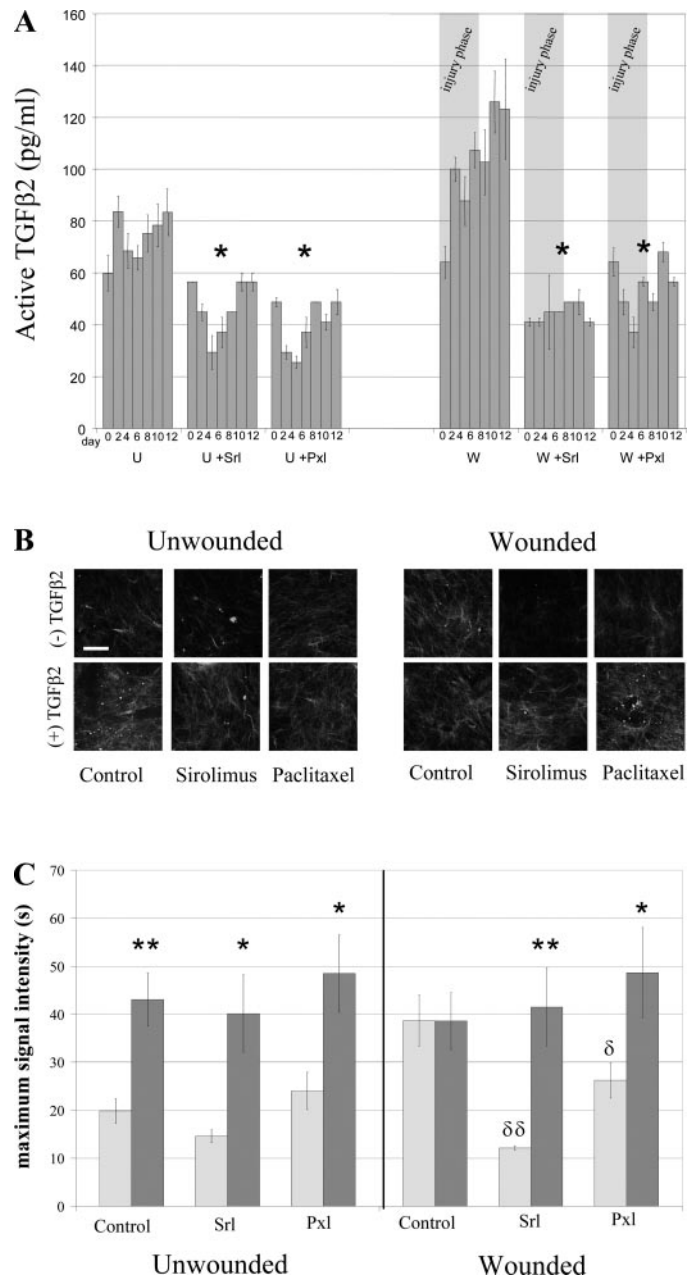 A
160
140
120
100
80
60
40
20
0
Active TGFβ2 (pg/ml)
injury phase
injury phase
injury phase
*
*
*
*
day 0 2 4 6 8 10 12 0 2 4 6 8 10 12 0 2 4 6 8 10 12 0 2 4 6 8 10 12 0 2 4 6 8 10 12 0 2 4 6 8 10 12
U U +Srl U +Pxl W W +Srl W +Pxl
B
Unwounded Wounded
(-) TGFβ2
(+) TGFβ2
Control Sirolimus Paclitaxel Control Sirolimus Paclitaxel
C
70
60
50
40
30
20
10
0
maximum signal intensity (s)
** * * ** *
δδ δ
Control Srl Pxl Control Srl Pxl
Unwounded Wounded